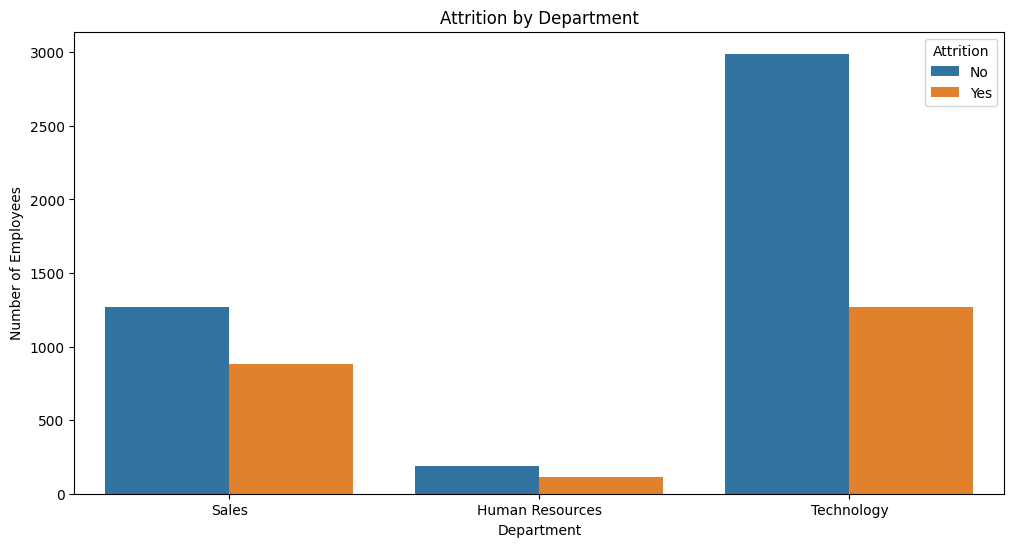 Attrition by Department
Attrition
No
Yes
Number of Employees
3000
2500
2000
1500
1000
500
0
Sales
Human Resources
Technology
Department